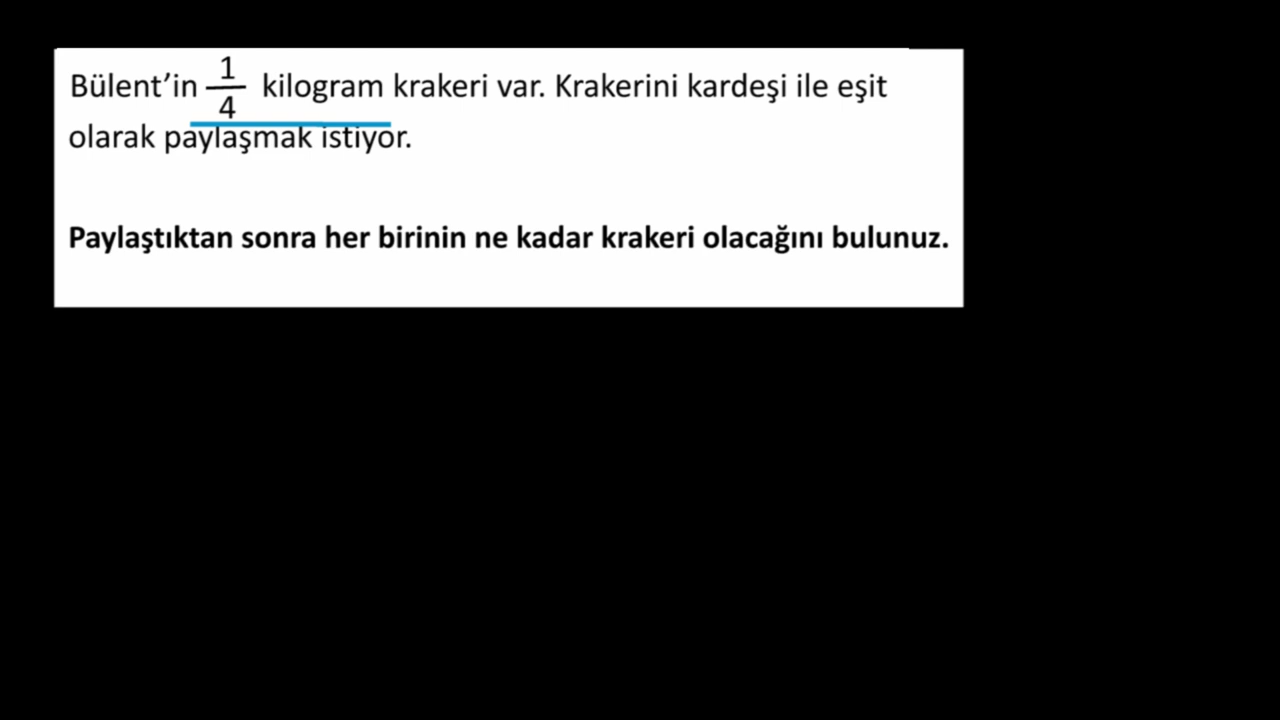 Bülent'in 1/4 kilogram krakeri var. Krakerini kardeşi ile eşit
olarak paylaşmak istiyor.
Paylaştıktan sonra her birinin ne kadar krakeri olacağını bulunuz.